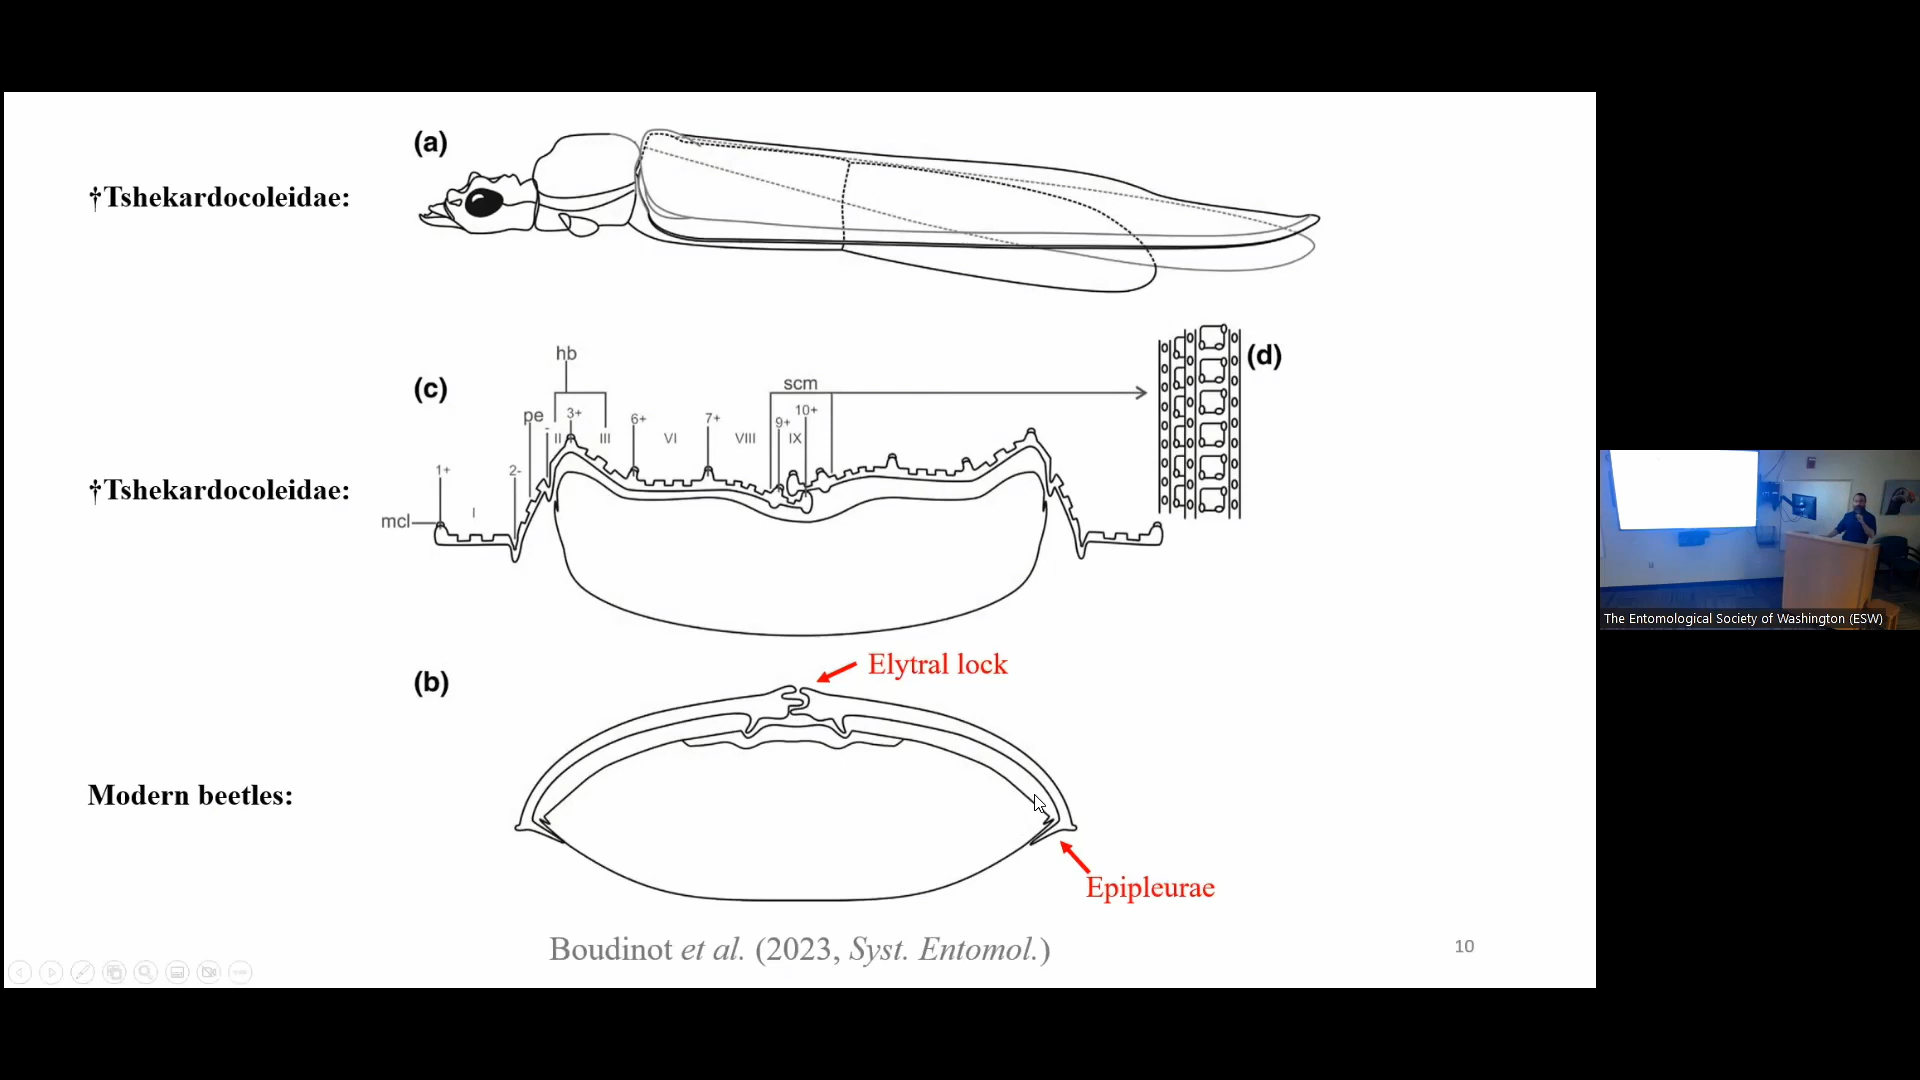 (a)
†Tshekardocoleidae:
hb
scm
(d)
(c)
pe
-
3+
6+
7+
9+
10+
II
III
VI
VIII
IX
1+
2-
I
mcl
†Tshekardocoleidae:
The Entomological Society of Washington (ESW)
Elytral lock
(b)
Modern beetles:
Epipleurae
Boudinot et al. (2023, Syst. Entomol.)
10